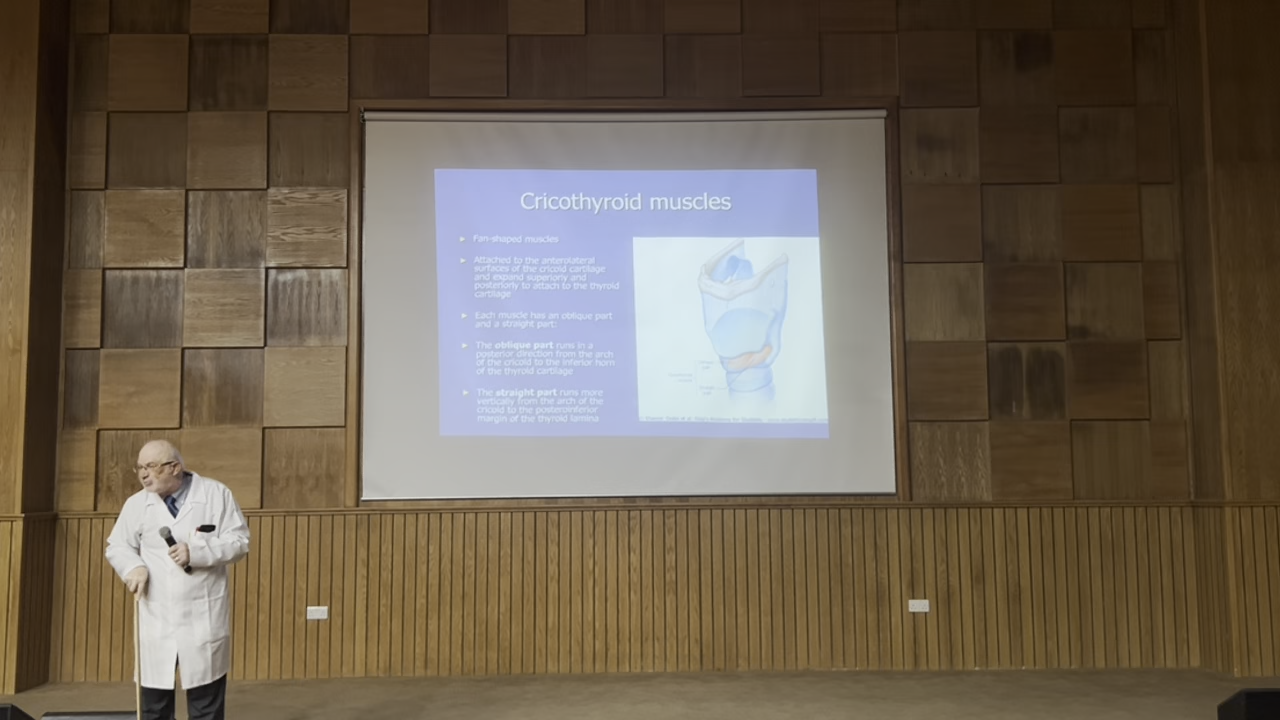 Cricothyroid muscles
► Fan-shaped muscles
► Attached to the anterolateral
surfaces of the cricoid cartilage
and expand superiorly and
posteriorly to attach to the thyroid
cartilage
► Each muscle has an oblique part
and a straight part:
► The oblique part runs in a
posterior direction from the arch
of the cricoid to the inferior horn
of the thyroid cartilage
► The straight part runs more
vertically from the arch of the
cricoid to the posteroinferior
margin of the thyroid lamina